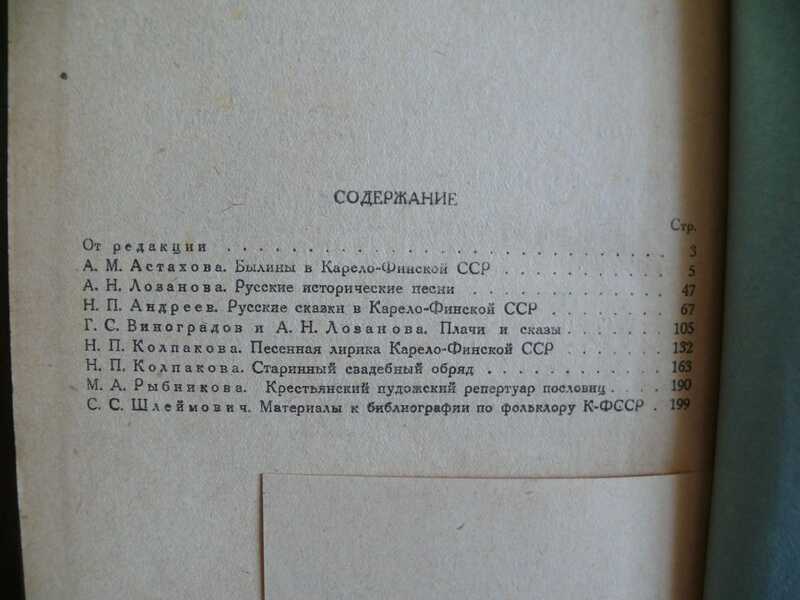 СОДЕРЖАНИЕ
Стр.
От редакции . . . . . . . . . . . . . . . . . . . . . . 3
А. М. Астахова. Былины в Карело-Финской ССР . . . . . . . . . 5
А. Н. Лозанова. Русские исторические песни . . . . . . . . . . 47
Н. П. Андреев. Русские сказки в Карело-Финской ССР . . . . . . . 67
Г. С. Виноградов и А. Н. Лозанова. Плачи и сказы . . . . . . 105
Н. П. Колпакова. Песенная лирика Карело-Финской ССР . . . . . . 132
Н. П. Колпакова. Старинный свадебный обряд . . . . . . . . . 163
М. А. Рыбникова. Крестьянский пудожский репертуар пословиц . . . . 190
С. С. Шлеймович. Материалы к библиографии по фольклору К-ФССР . 199